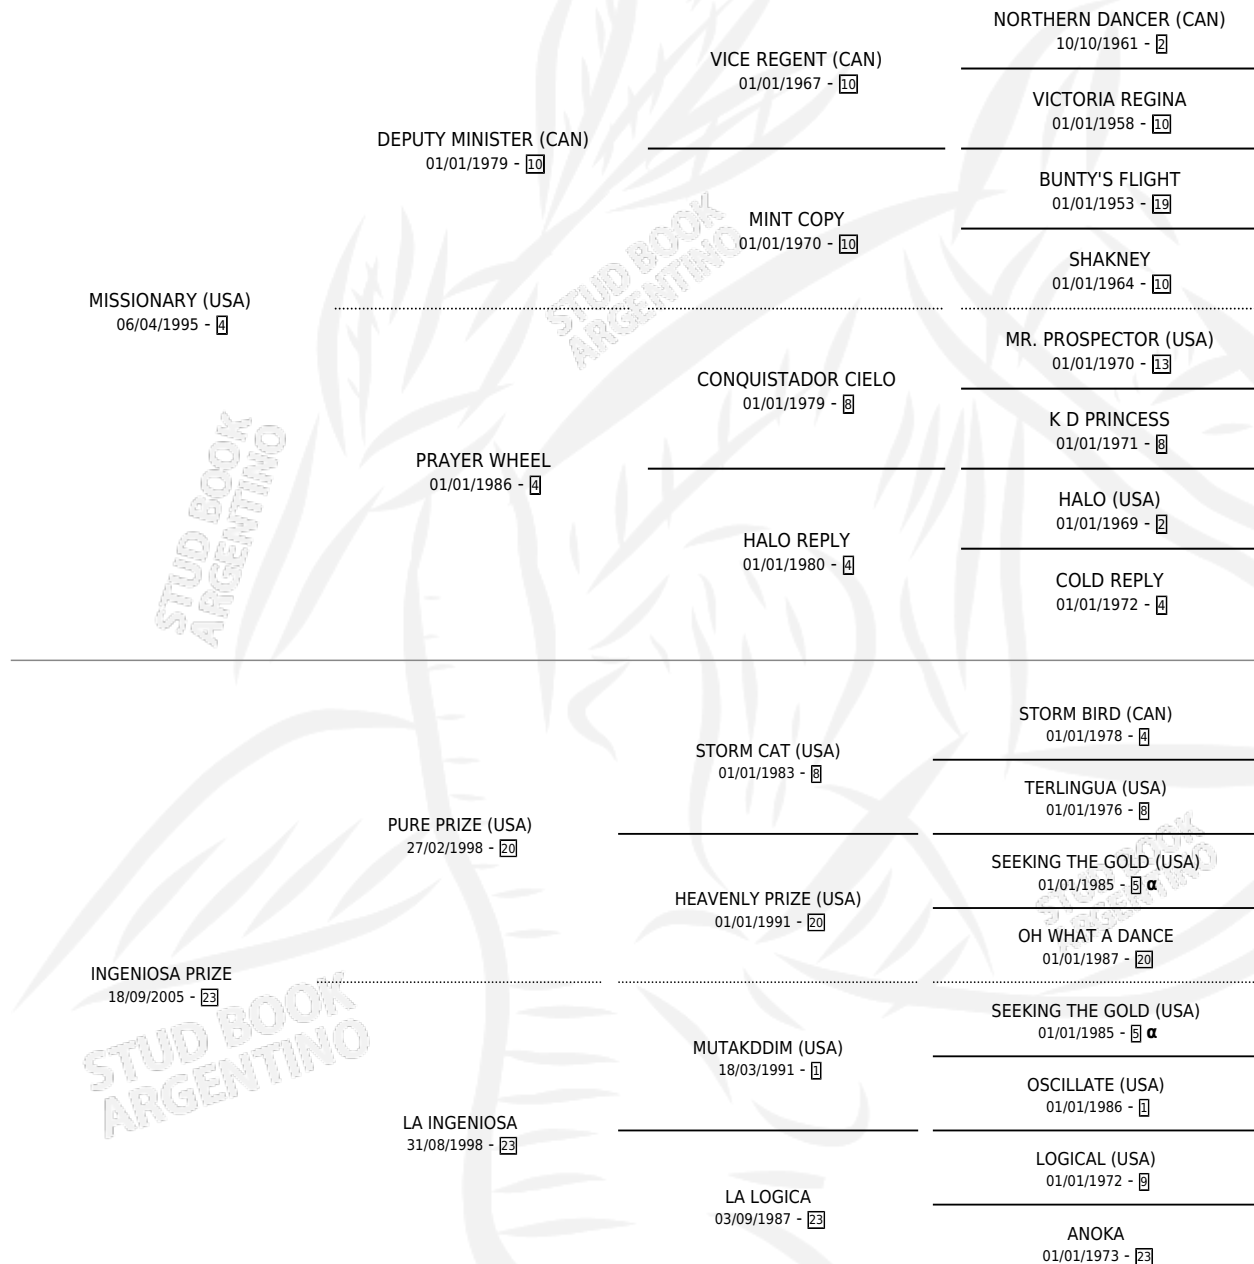 NORTHERN DANCER (CAN)
10/10/1961 - 2
VICE REGENT (CAN)
01/01/1967 - 10
VICTORIA REGINA
01/01/1958 - 10
DEPUTY MINISTER (CAN)
01/01/1979 - 10
BUNTY'S FLIGHT
01/01/1953 - 19
MINT COPY
01/01/1970 - 10
SHAKNEY
01/01/1964 - 10
MISSIONARY (USA)
06/04/1995 - 4
STUD BOOK
ARGENTINO
MR. PROSPECTOR (USA)
01/01/1970 - 13
CONQUISTADOR CIELO
01/01/1979 - 8
K D PRINCESS
01/01/1971 - 8
PRAYER WHEEL
01/01/1986 - 4
HALO (USA)
01/01/1969 - 2
HALO REPLY
01/01/1980 - 4
COLD REPLY
01/01/1972 - 4
STUD BOOK
ARGENTINO
STORM BIRD (CAN)
01/01/1978 - 4
STORM CAT (USA)
01/01/1983 - 8
TERLINGUA (USA)
01/01/1976 - 8
PURE PRIZE (USA)
27/02/1998 - 20
SEEKING THE GOLD (USA)
01/01/1985 - 5 α
STUD BOOK
ARGENTINO
HEAVENLY PRIZE (USA)
01/01/1991 - 20
OH WHAT A DANCE
01/01/1987 - 20
INGENIOSA PRIZE
18/09/2005 - 23
STUD BOOK
ARGENTINO
SEEKING THE GOLD (USA)
01/01/1985 - 5 α
MUTAKDDIM (USA)
18/03/1991 - 1
OSCILLATE (USA)
01/01/1986 - 1
LA INGENIOSA
31/08/1998 - 23
LOGICAL (USA)
01/01/1972 - 9
LA LOGICA
03/09/1987 - 23
ANOKA
01/01/1973 - 23